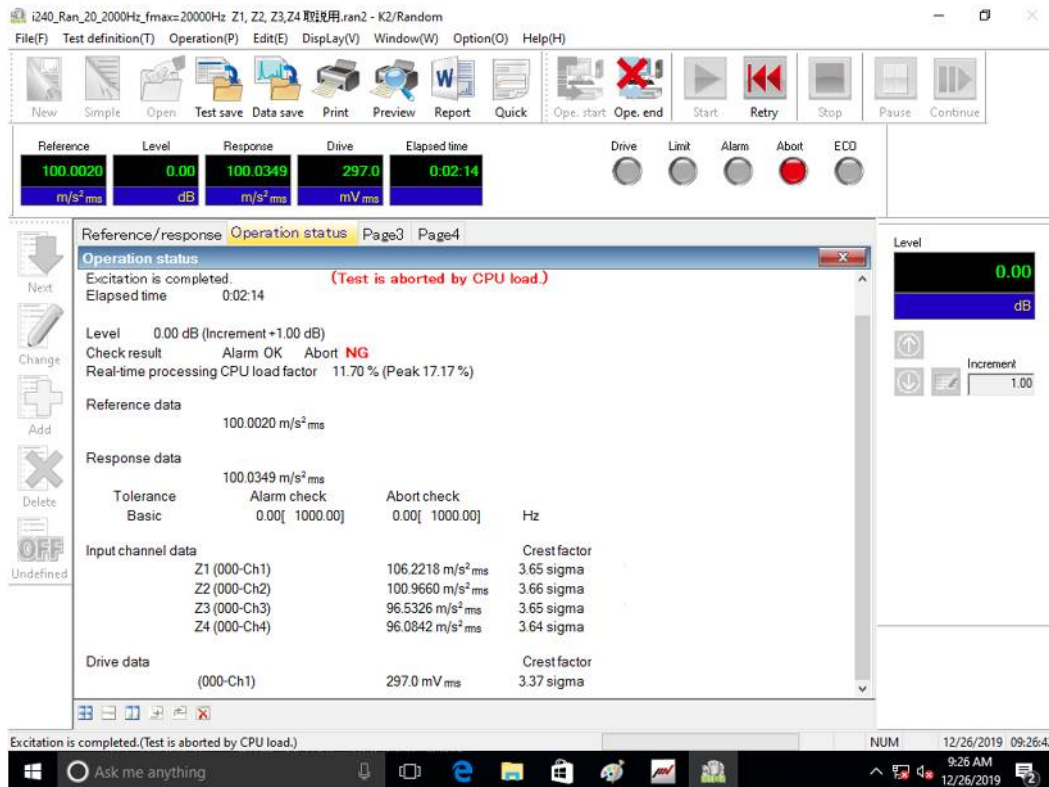 i240_Ran_20_2000Hz_fmax=20000Hz Z1, Z2, Z3,Z4 取説用.ran2 - K2/Random
File(F) Test definition(T) Operation(P) Edit(E) DispLay(V) Window(W) Option(O) Help(H)
New Simple Open Test save Data save Print Preview Report Quick Ope. start Ope. end Start Retry Stop Pause Continue
Reference Level Response Drive Elapsed time Drive Limit Alarm Abort ECO
100.0020 0.00 100.0349 297.0 0:02:14
m/s² rms dB m/s² rms mV rms
Next
Change
Add
Delete
OFF
Undefined
Reference/response Operation status Page3 Page4
Operation status
Excitation is completed. (Test is aborted by CPU load.)
Elapsed time 0:02:14
Level 0.00 dB (Increment +1.00 dB)
Check result Alarm OK Abort NG
Real-time processing CPU load factor 11.70 % (Peak 17.17 %)
Reference data
100.0020 m/s² rms
Response data
100.0349 m/s² rms
Tolerance Alarm check Abort check
Basic 0.00[ 1000.00] 0.00[ 1000.00] Hz
Input channel data Crest factor
Z1 (000-Ch1) 106.2218 m/s² rms 3.65 sigma
Z2 (000-Ch2) 100.9660 m/s² rms 3.66 sigma
Z3 (000-Ch3) 96.5326 m/s² rms 3.65 sigma
Z4 (000-Ch4) 96.0842 m/s² rms 3.64 sigma
Drive data Crest factor
(000-Ch1) 297.0 mV rms 3.37 sigma
Level
0.00
dB
Increment
1.00
Excitation is completed.(Test is aborted by CPU load.) NUM 12/26/2019 09:26:4
Ask me anything
9:26 AM
12/26/2019
2